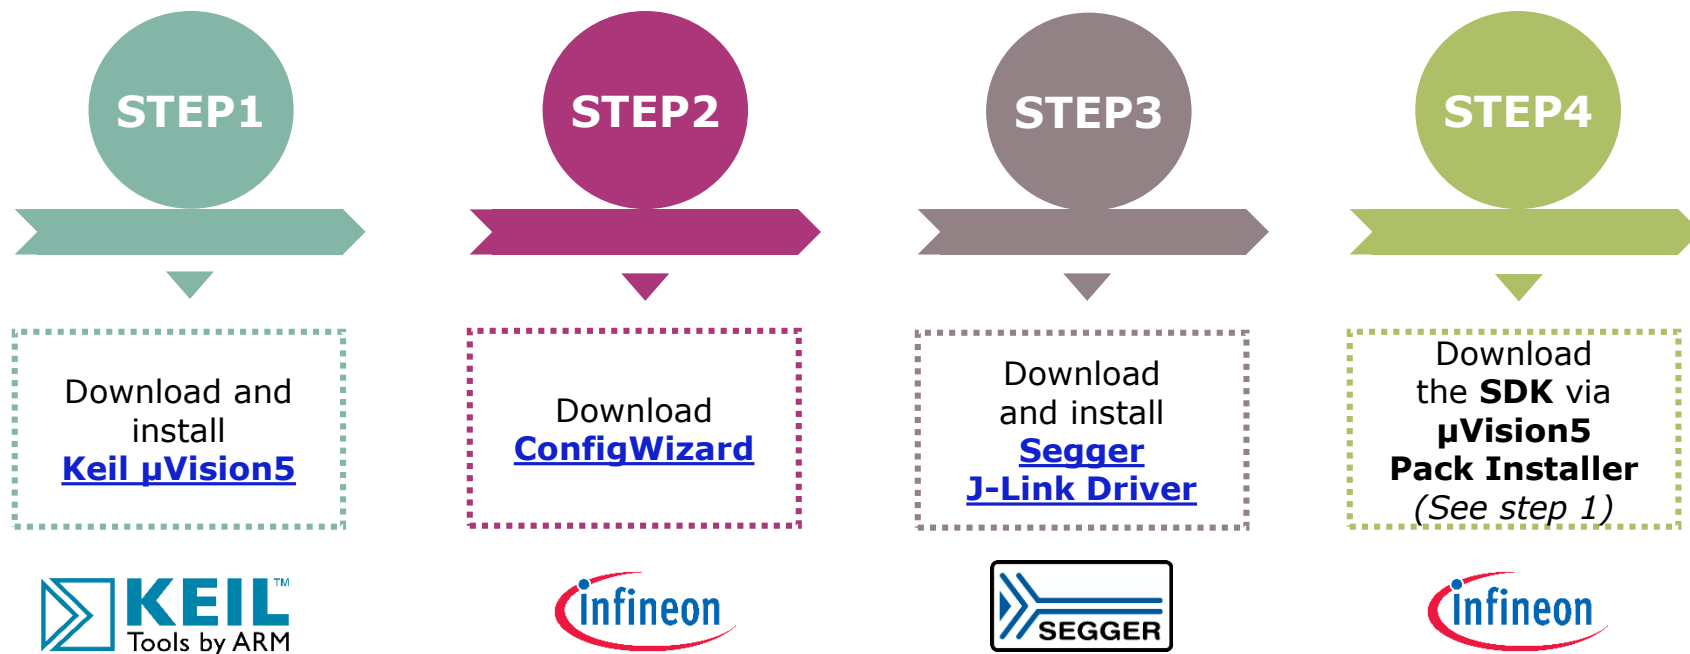 STEP1
STEP2
STEP3
STEP4
Download and
install
Keil µVision5
Download
ConfigWizard
Download
and install
Segger
J-Link Driver
Download
the SDK via
µVision5
Pack Installer
(See step 1)
KEIL™
Tools by ARM
infineon
SEGGER
infineon